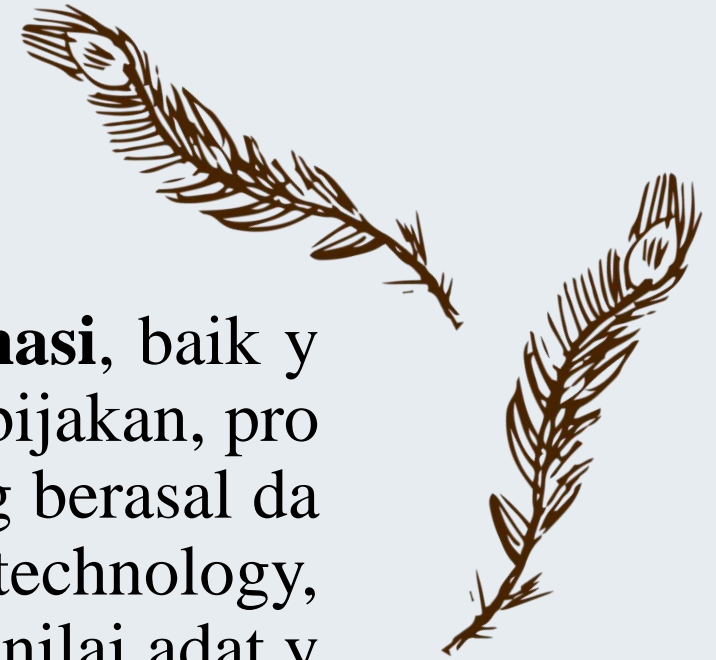 nasi, baik y
bijakan, pro
g berasal da
technology,
nilai adat y